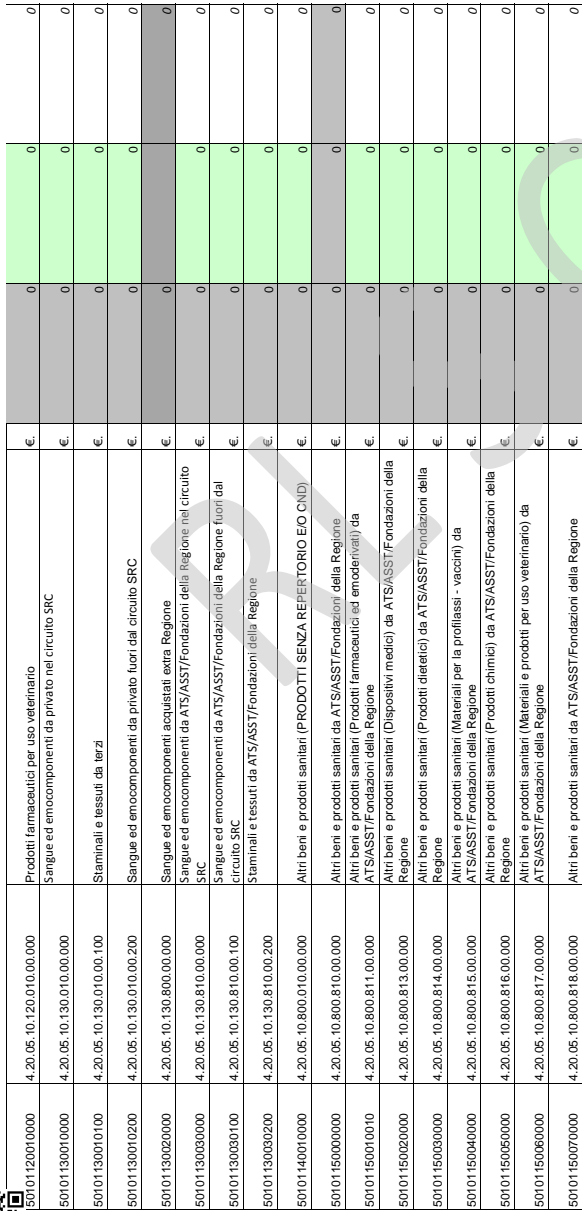 50101120010000 4.20.05.10.120.010.00.000 Prodotti farmaceutici per uso veterinario €. 0 0 0
50101130010000 4.20.05.10.130.010.00.000 Sangue ed emocomponenti da privato nel circuito SRC €. 0 0 0
50101130010100 4.20.05.10.130.010.00.100 Staminali e tessuti da terzi €. 0 0 0
50101130010200 4.20.05.10.130.010.00.200 Sangue ed emocomponenti da privato fuori dal circuito SRC €. 0 0 0
50101130020000 4.20.05.10.130.800.00.000 Sangue ed emocomponenti acquistati extra Regione €. 0 0 0
50101130030000 4.20.05.10.130.810.00.000 Sangue ed emocomponenti da ATS/ASST/Fondazioni della Regione nel circuito
SRC €. 0 0 0
50101130030100 4.20.05.10.130.810.00.100 Sangue ed emocomponenti da ATS/ASST/Fondazioni della Regione fuori dal
circuito SRC €. 0 0 0
50101130030200 4.20.05.10.130.810.00.200 Staminali e tessuti da ATS/ASST/Fondazioni della Regione €. 0 0 0
50101140010000 4.20.05.10.800.010.00.000 Altri beni e prodotti sanitari (PRODOTTI SENZA REPERTORIO E/O CND) €. 0 0 0
50101150000000 4.20.05.10.800.810.00.000 Altri beni e prodotti sanitari da ATS/ASST/Fondazioni della Regione €. 0 0 0
50101150010010 4.20.05.10.800.811.00.000 Altri beni e prodotti sanitari (Prodotti farmaceutici ed emoderivati) da
ATS/ASST/Fondazioni della Regione €. 0 0 0
50101150020000 4.20.05.10.800.813.00.000 Altri beni e prodotti sanitari (Dispositivi medici) da ATS/ASST/Fondazioni della
Regione €. 0 0 0
50101150030000 4.20.05.10.800.814.00.000 Altri beni e prodotti sanitari (Prodotti dietetici) da ATS/ASST/Fondazioni della
Regione €. 0 0 0
50101150040000 4.20.05.10.800.815.00.000 Altri beni e prodotti sanitari (Materiali per la profilassi - vaccini) da
ATS/ASST/Fondazioni della Regione €. 0 0 0
50101150050000 4.20.05.10.800.816.00.000 Altri beni e prodotti sanitari (Prodotti chimici) da ATS/ASST/Fondazioni della
Regione €. 0 0 0
50101150060000 4.20.05.10.800.817.00.000 Altri beni e prodotti sanitari (Materiali e prodotti per uso veterinario) da
ATS/ASST/Fondazioni della Regione €. 0 0 0
50101150070000 4.20.05.10.800.818.00.000 Altri beni e prodotti sanitari da ATS/ASST/Fondazioni della Regione €. 0 0 0